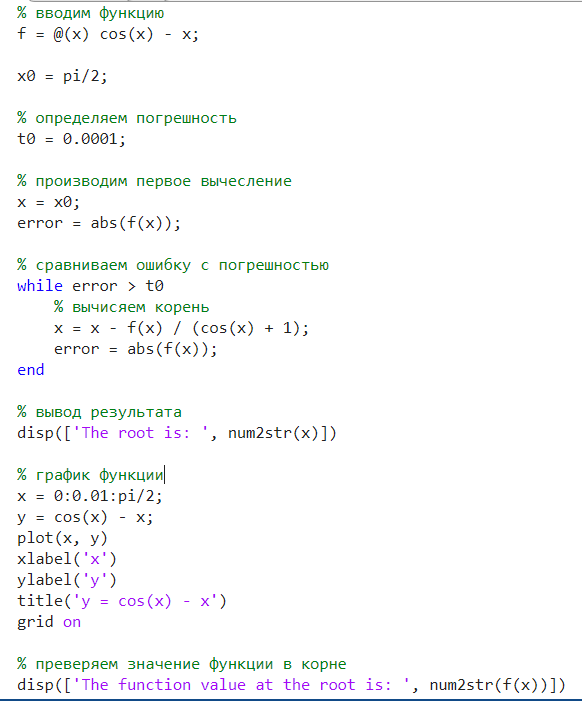 % вводим функцию
f = @(x) cos(x) - x;
x0 = pi/2;
% определяем погрешность
t0 = 0.0001;
% производим первое вычесление
x = x0;
error = abs(f(x));
% сравниваем ошибку с погрешностью
while error > t0
% вычисяем корень
x = x - f(x) / (cos(x) + 1);
error = abs(f(x));
end
% вывод результата
disp(['The root is: ', num2str(x)])
% график функции
x = 0:0.01:pi/2;
y = cos(x) - x;
plot(x, y)
xlabel('x')
ylabel('y')
title('y = cos(x) - x')
grid on
% преверяем значение функции в корне
disp(['The function value at the root is: ', num2str(f(x))])